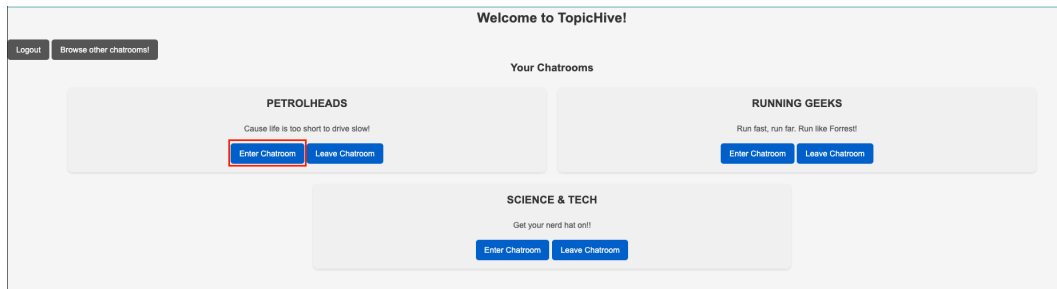 Welcome to TopicHive!
Logout Browse other chatrooms!
Your Chatrooms
PETROLHEADS
Cause life is too short to drive slow!
Enter Chatroom Leave Chatroom
RUNNING GEEKS
Run fast, run far. Run like Forrest!
Enter Chatroom Leave Chatroom
SCIENCE & TECH
Get your nerd hat on!!
Enter Chatroom Leave Chatroom